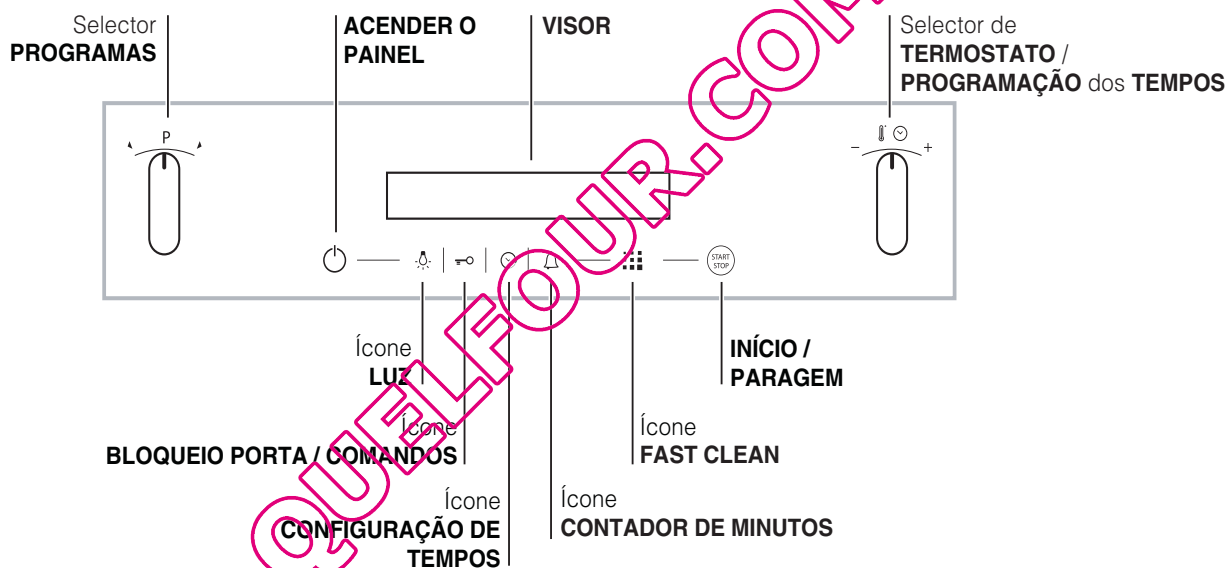 Selector
PROGRAMAS
ACENDER O
PAINEL
VISOR
Selector de
TERMOSTATO /
PROGRAMAÇÃO dos TEMPOS
P
- +
START
STOP
Ícone
LUZ
INÍCIO /
PARAGEM
Ícone
BLOQUEIO PORTA / COMANDOS
Ícone
FAST CLEAN
Ícone
CONFIGURAÇÃO DE
TEMPOS
Ícone
CONTADOR DE MINUTOS
QUELFOUR.COM